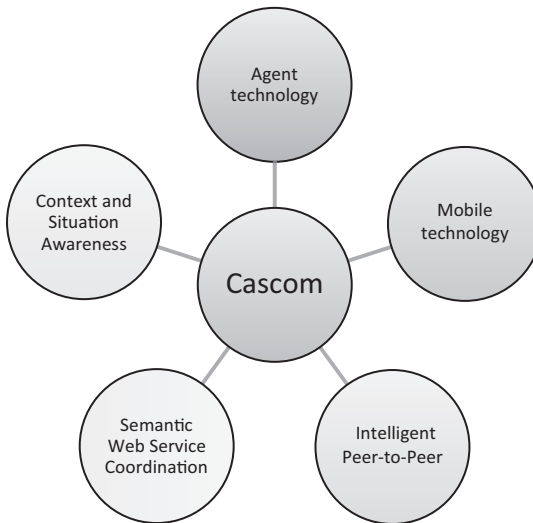 Agent
technology
Context and
Situation
Awareness
Mobile
technology
Cascom
Semantic
Web Service
Coordination
Intelligent
Peer-to-Peer